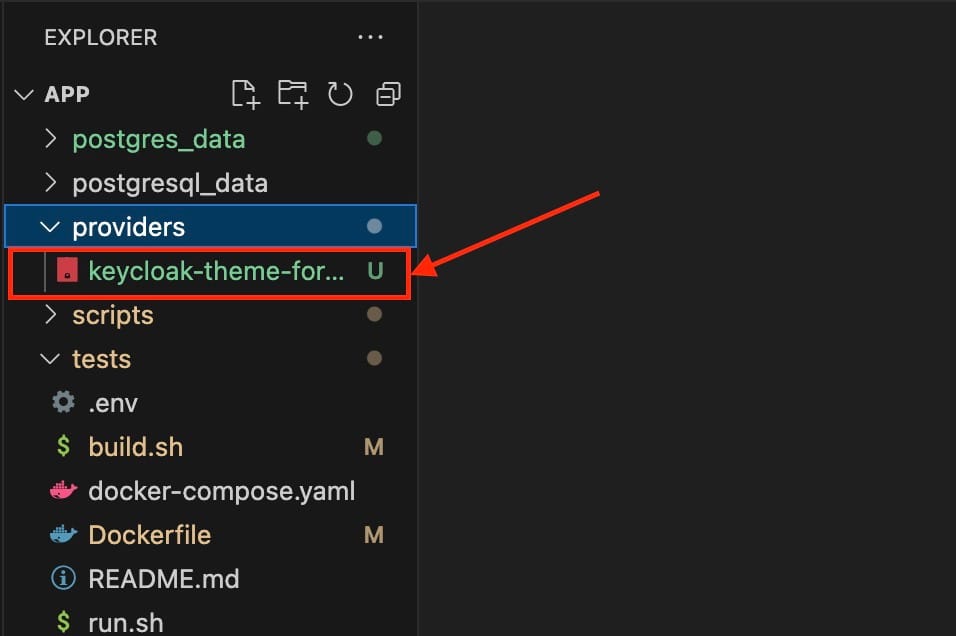 EXPLORER ...
APP
postgres_data
postgresql_data
providers
keycloak-theme-for... U
scripts
tests
.env
$ build.sh M
docker-compose.yaml
Dockerfile M
README.md
$ run.sh